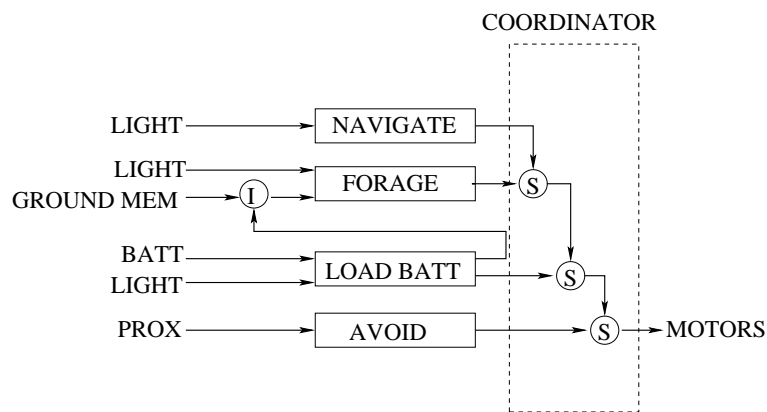 COORDINATOR
LIGHT
NAVIGATE
LIGHT
FORAGE
S
GROUND MEM
I
BATT
LOAD BATT
S
LIGHT
PROX
AVOID
S
MOTORS